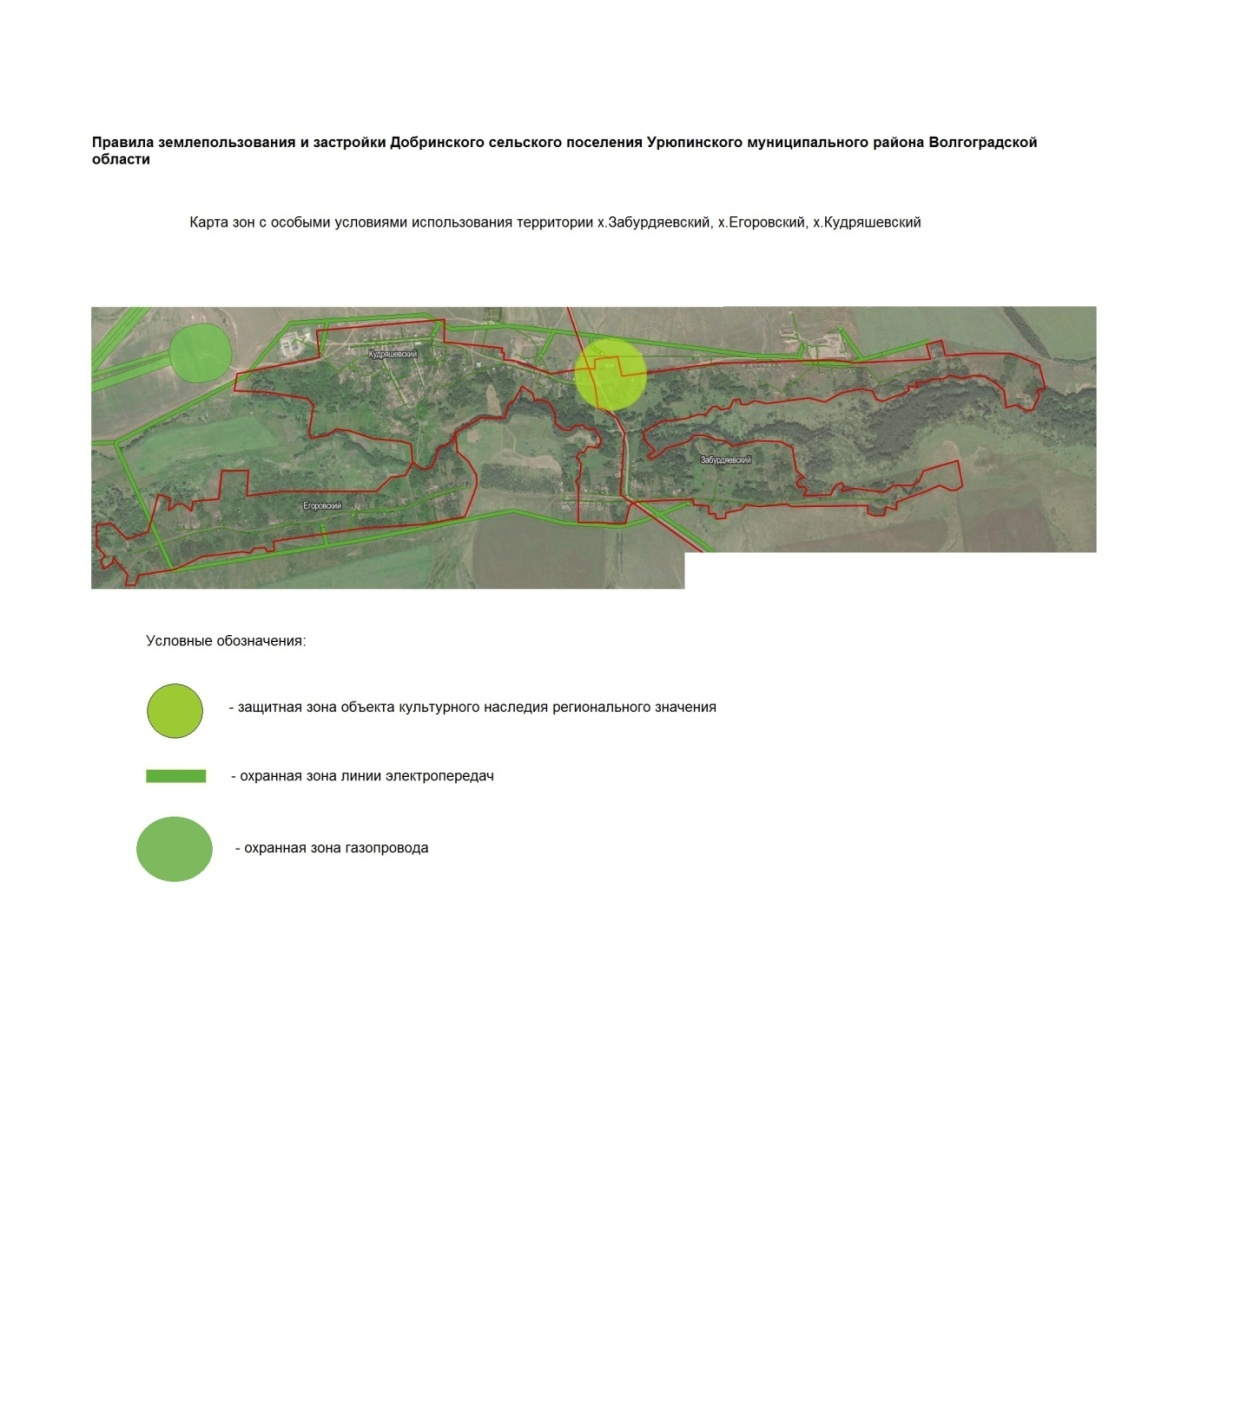 Правила землепользования и застройки Добринского сельского поселения Урюпинского муниципального района Волгоградской
области
Карта зон с особыми условиями использования территории х.Забурдяевский, х.Егоровский, х.Кудряшевский
Кудряшевский
Забурдяевский
Егоровский
Условные обозначения:
- защитная зона объекта культурного наследия регионального значения
- охранная зона линии электропередач
- охранная зона газопровода